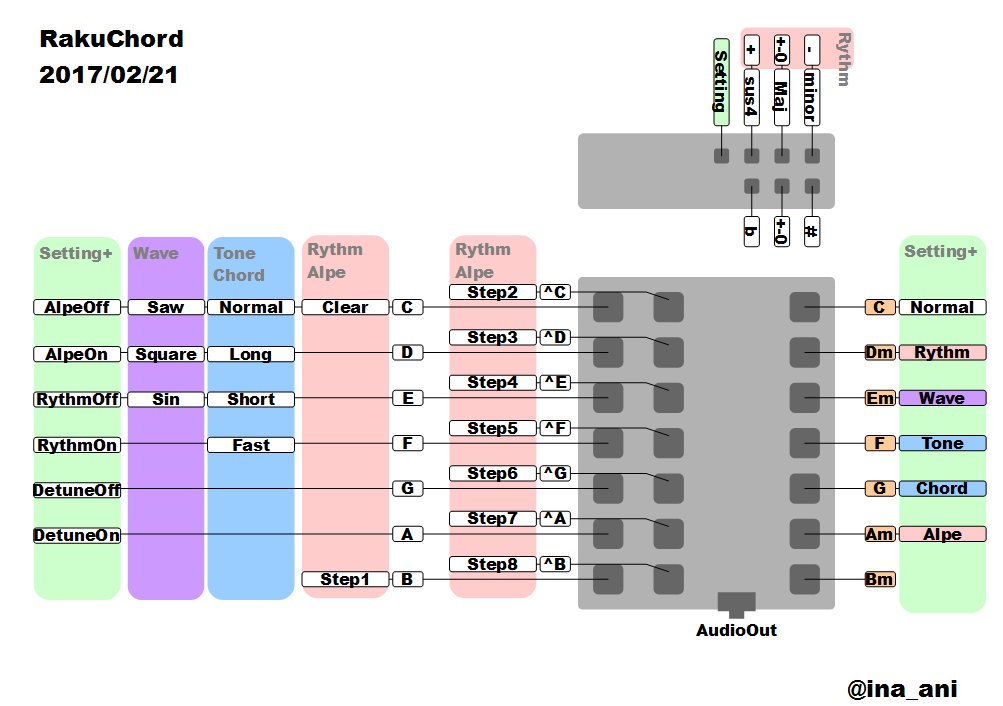 RakuChord
2017/02/21
Rythm
+
+-0
-
Setting
sus4
Maj
minor
b
+-0
#
Setting+
Wave
Tone
Chord
Rythm
Alpe
Rythm
Alpe
Setting+
AlpeOff Saw Normal Clear C Step2 ^C C Normal
AlpeOn Square Long D Step3 ^D Dm Rythm
RythmOff Sin Short E Step4 ^E Em Wave
RythmOn Fast F Step5 ^F F Tone
DetuneOff G Step6 ^G G Chord
DetuneOn A Step7 ^A Am Alpe
Step1 B Step8 ^B Bm
AudioOut
@ina_ani